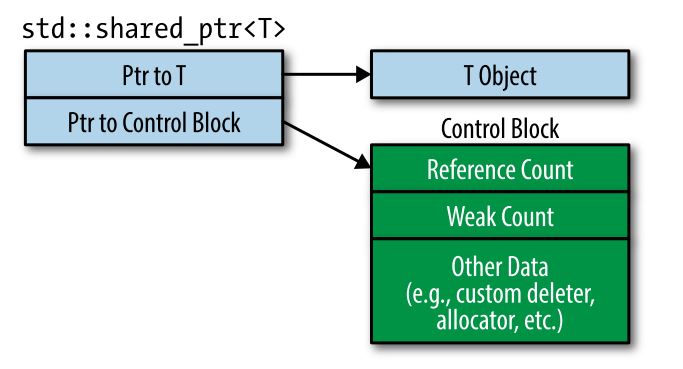 std::shared_ptr<T>
Ptr to T
T Object
Ptr to Control Block
Control Block
Reference Count
Weak Count
Other Data
(e.g., custom deleter,
allocator, etc.)